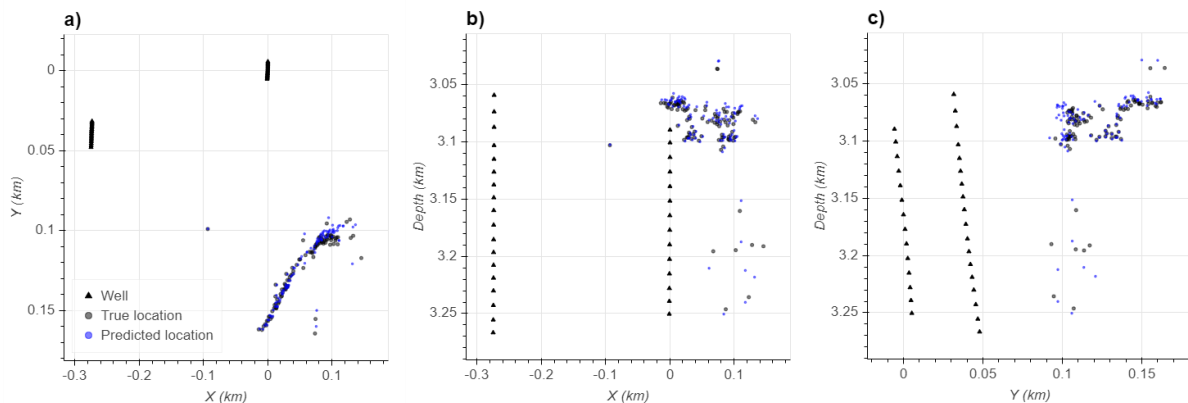 a)
0
0.05
0.1
0.15
Y (km)
Well
True location
Predicted location
-0.3
-0.2
-0.1
0
0.1
X (km)
b)
3.05
3.1
3.15
3.2
3.25
Depth (km)
-0.3
-0.2
-0.1
0
0.1
X (km)
c)
3.05
3.1
3.15
3.2
3.25
Depth (km)
0
0.05
0.1
0.15
Y (km)